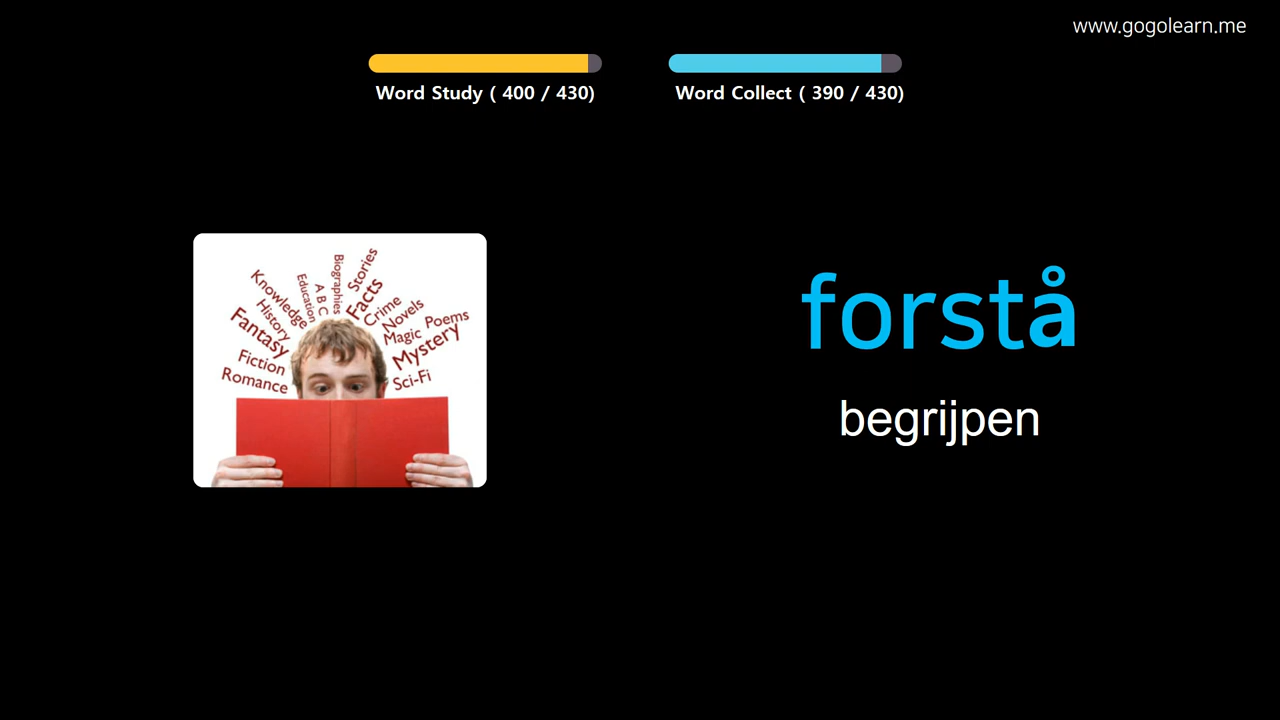 www.gogolearn.me
Word Study ( 400 / 430)
Word Collect ( 390 / 430)
Knowledge
History
Fantasy
Fiction
Romance
Education
A B C
Biographies
Stories
Facts
Crime
Novels
Magic
Poems
Mystery
Sci-Fi
forstå
begrijpen